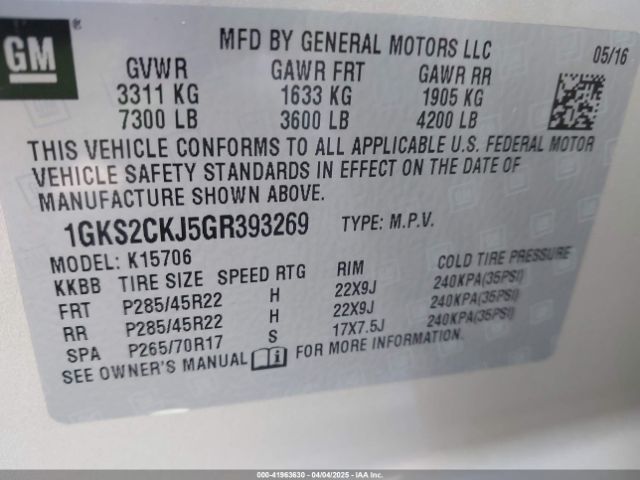 GM ®
MFD BY GENERAL MOTORS LLC 05/16
GVWR GAWR FRT GAWR RR
3311 KG 1633 KG 1905 KG
7300 LB 3600 LB 4200 LB
THIS VEHICLE CONFORMS TO ALL APPLICABLE U.S. FEDERAL MOTOR
VEHICLE SAFETY STANDARDS IN EFFECT ON THE DATE OF
MANUFACTURE SHOWN ABOVE.
1GKS2CKJ5GR393269 TYPE: M.P.V.
MODEL: K15706
KKBB TIRE SIZE SPEED RTG RIM COLD TIRE PRESSURE
FRT P285/45R22 H 22X9J 240KPA(35PSI)
RR P285/45R22 H 22X9J 240KPA(35PSI)
SPA P265/70R17 S 17X7.5J 240KPA(35PSI)
SEE OWNER'S MANUAL i FOR MORE INFORMATION.
000-41963630 - 04/04/2025 - IAA Inc.